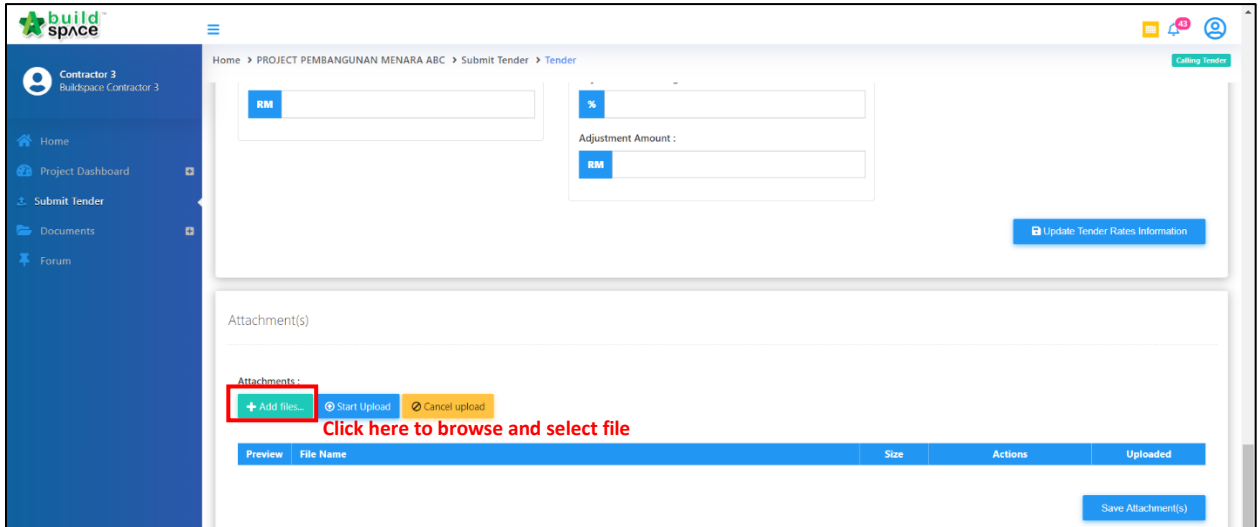 build
spʌce
43
Home > PROJECT PEMBANGUNAN MENARA ABC > Submit Tender > Tender
Calling Tender
Contractor 3
Buildspace Contractor 3
Home
Project Dashboard
Submit Tender
Documents
Forum
RM
%
Adjustment Amount :
RM
Update Tender Rates Information
Attachment(s)
Attachments :
+ Add files...
Start Upload
Cancel upload
Click here to browse and select file
Preview File Name Size Actions Uploaded
Save Attachment(s)